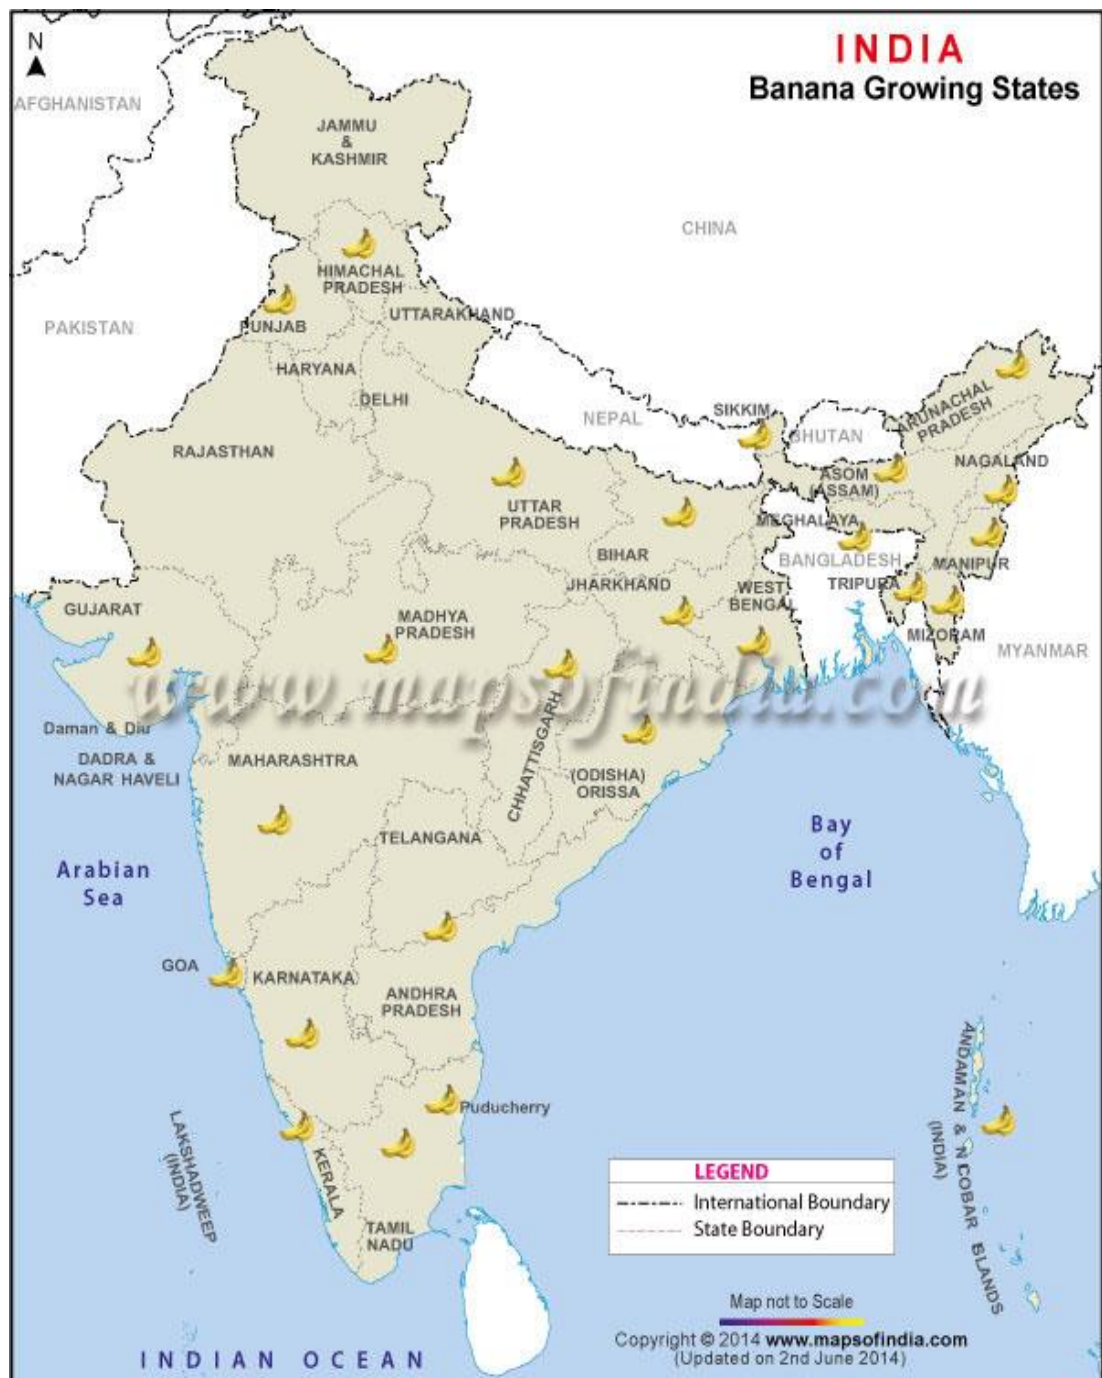 INDIA
Banana Growing States
N
AFGHANISTAN
JAMMU
&
KASHMIR
CHINA
HIMACHAL
PRADESH
UTTARAKHAND
PAKISTAN
PUNJAB
HARYANA
DELHI
NEPAL
SIKKIM
BHUTAN
ARUNACHAL
PRADESH
RAJASTHAN
NAGALAND
ASOM
(ASSAM)
UTTAR
PRADESH
MEGHALAYA
BIHAR
BANGLADESH
MANIPUR
JHARKHAND
WEST
BENGAL
TRIPURA
GUJARAT
MADHYA
PRADESH
MIZORAM
MYANMAR
www.mapsofindia.com
Daman & Diu
DADRA &
NAGAR HAVELI
MAHARASHTRA
CHHATTISGARH
(ODISHA)
ORISSA
TELANGANA
Arabian
Sea
Bay
of
Bengal
GOA
KARNATAKA
ANDHRA
PRADESH
ANDAMAN & NICOBAR ISLANDS
(INDIA)
LAKSHADWEEP
(INDIA)
Puducherry
KERALA
TAMIL
NADU
LEGEND
International Boundary
State Boundary
Map not to Scale
Copyright © 2014 www.mapsofindia.com
(Updated on 2nd June 2014)
INDIAN OCEAN